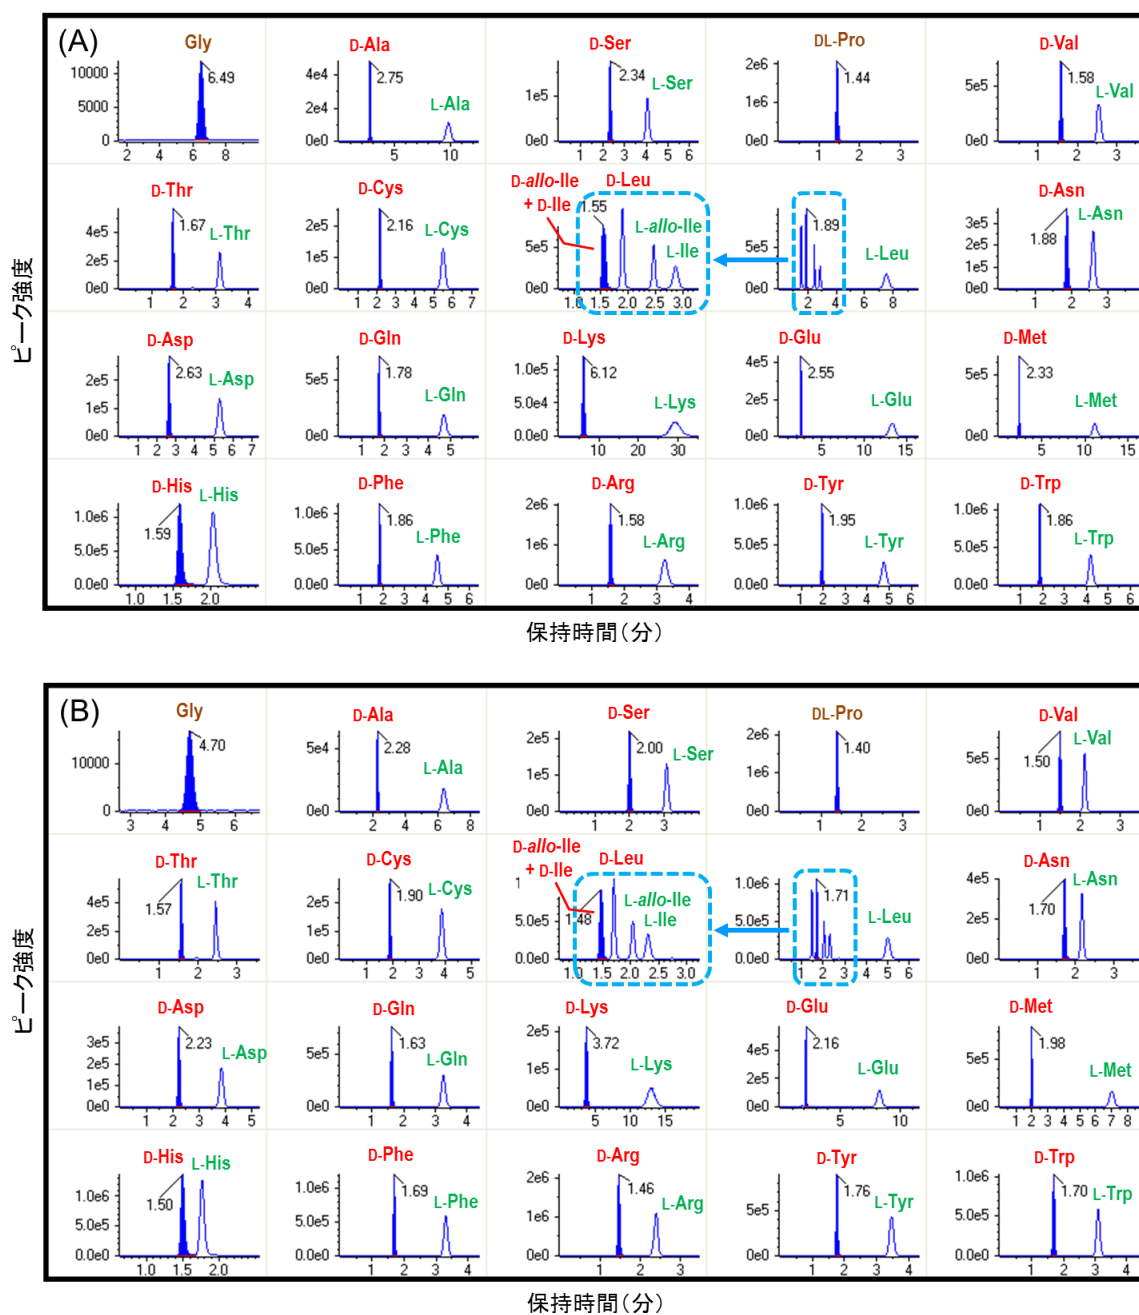 (A)
Gly
10000
5000
0
6.49
2 4 6 8
D-Ala
4e4
2e4
0e0
2.75
L-Ala
5 10
D-Ser
1e5
0e0
2.34
L-Ser
1 2 3 4 5 6
DL-Pro
2e6
1e6
0e0
1.44
1 2 3
D-Val
5e5
0e0
1.58
L-Val
1 2 3
D-Thr
4e5
2e5
0e0
1.67
L-Thr
1 2 3 4
D-Cys
2e5
1e5
0e0
2.16
L-Cys
1 2 3 4 5 6 7
D-allo-Ile
+ D-Ile
D-Leu
1.55
5e5
0e0
L-allo-Ile
L-Ile
1.0 1.5 2.0 2.5 3.0
5e5
0e0
1.89
L-Leu
2 4 6 8
D-Asn
3e5
2e5
1e5
0e0
1.88
L-Asn
1 2 3
D-Asp
2e5
1e5
0e0
2.63
L-Asp
1 2 3 4 5 6 7
D-Gln
5e5
0e0
1.78
L-Gln
1 2 3 4 5
D-Lys
1.0e5
5.0e4
0.0e0
6.12
L-Lys
10 20 30
D-Glu
4e5
2e5
0e0
2.55
L-Glu
5 10 15
D-Met
5e5
0e0
2.33
L-Met
5 10 15
D-His
1.0e6
5.0e5
0.0e0
1.59
L-His
1.0 1.5 2.0
D-Phe
1e6
0e0
1.86
L-Phe
1 2 3 4 5 6
D-Arg
2e6
1e6
0e0
1.58
L-Arg
1 2 3 4
D-Tyr
1.0e6
5.0e5
0.0e0
1.95
L-Tyr
1 2 3 4 5 6
D-Trp
1.0e6
5.0e5
0.0e0
1.86
L-Trp
1 2 3 4 5 6
ピーク強度
保持時間(分)
(B)
Gly
10000
0
4.70
3 4 5 6
D-Ala
5e4
0e0
2.28
L-Ala
2 4 6 8
D-Ser
2e5
1e5
0e0
2.00
L-Ser
1 2 3
DL-Pro
2e6
1e6
0e0
1.40
1 2 3
D-Val
5e5
0e0
1.50
L-Val
1 2 3
D-Thr
5e5
0e0
1.57
L-Thr
1 2 3
D-Cys
2e5
0e0
1.90
L-Cys
1 2 3 4 5
D-allo-Ile
+ D-Ile
D-Leu
1
5.0e5
0.0e0
1.48
L-allo-Ile
L-Ile
1.0 1.5 2.0 2.5 3.0
1.0e6
5.0e5
0.0e0
1.71
L-Leu
1 2 3 4 5 6
D-Asn
4e5
2e5
0e0
1.70
L-Asn
1 2 3
D-Asp
3e5
2e5
1e5
0e0
2.23
L-Asp
1 2 3 4 5
D-Gln
5e5
0e0
1.63
L-Gln
1 2 3 4
D-Lys
2e5
1e5
0e0
3.72
L-Lys
5 10 15
D-Glu
4e5
2e5
0e0
2.16
L-Glu
5 10
D-Met
5e5
0e0
1.98
L-Met
1 2 3 4 5 6 7 8
D-His
1.0e6
5.0e5
0.0e0
1.50
L-His
1.0 1.5 2.0 2.5
D-Phe
1e6
0e0
1.69
L-Phe
1 2 3 4
D-Arg
2e6
1e6
0e0
1.46
L-Arg
1 2 3
D-Tyr
1e6
0e0
1.76
L-Tyr
1 2 3 4
D-Trp
1.0e6
5.0e5
0.0e0
1.70
L-Trp
1 2 3 4
ピーク強度
保持時間(分)